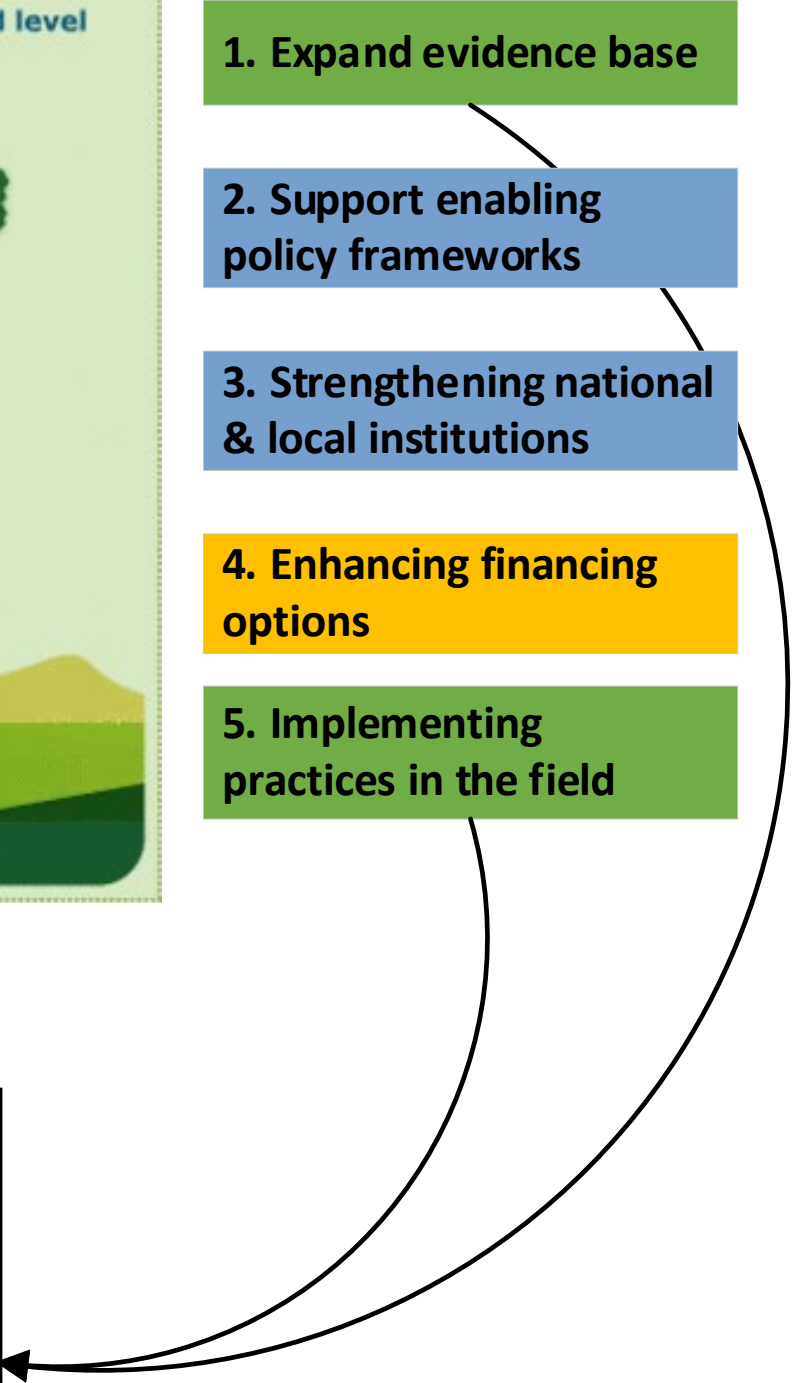 level
1. Expand evidence base
2. Support enabling
policy frameworks
3. Strengthening national
& local institutions
4. Enhancing financing
options
5. Implementing
practices in the field